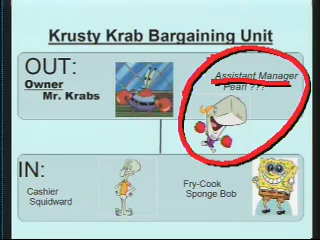 Krusty Krab Bargaining Unit
OUT:
Owner
Mr. Krabs
Assistant Manager
Pearl ???
IN:
Cashier
Squidward
Fry-Cook
Sponge Bob